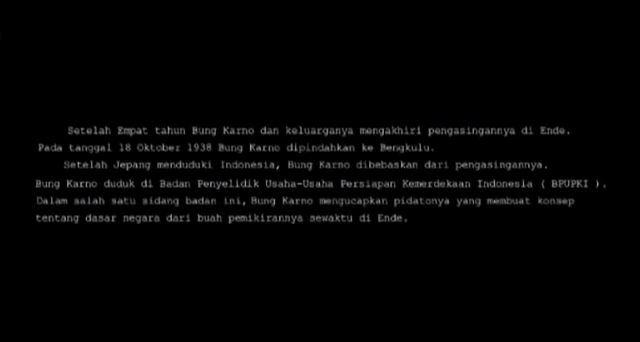 Setelah Empat tahun Bung Karno dan keluarganya mengakhiri pengasingannya di Ende.
Pada tanggal 18 Oktober 1938 Bung Karno dipindahkan ke Bengkulu.
Setelah Jepang menduduki Indonesia, Bung Karno dibebaskan dari pengasingannya.
Bung Karno duduk di Badan Penyelidik Usaha-Usaha Persiapan Kemerdekaan Indonesia ( BPUPKI ).
Dalam salah satu sidang badan ini, Bung Karno mengucapkan pidatonya yang membuat konsep
tentang dasar negara dari buah pemikirannya sewaktu di Ende.